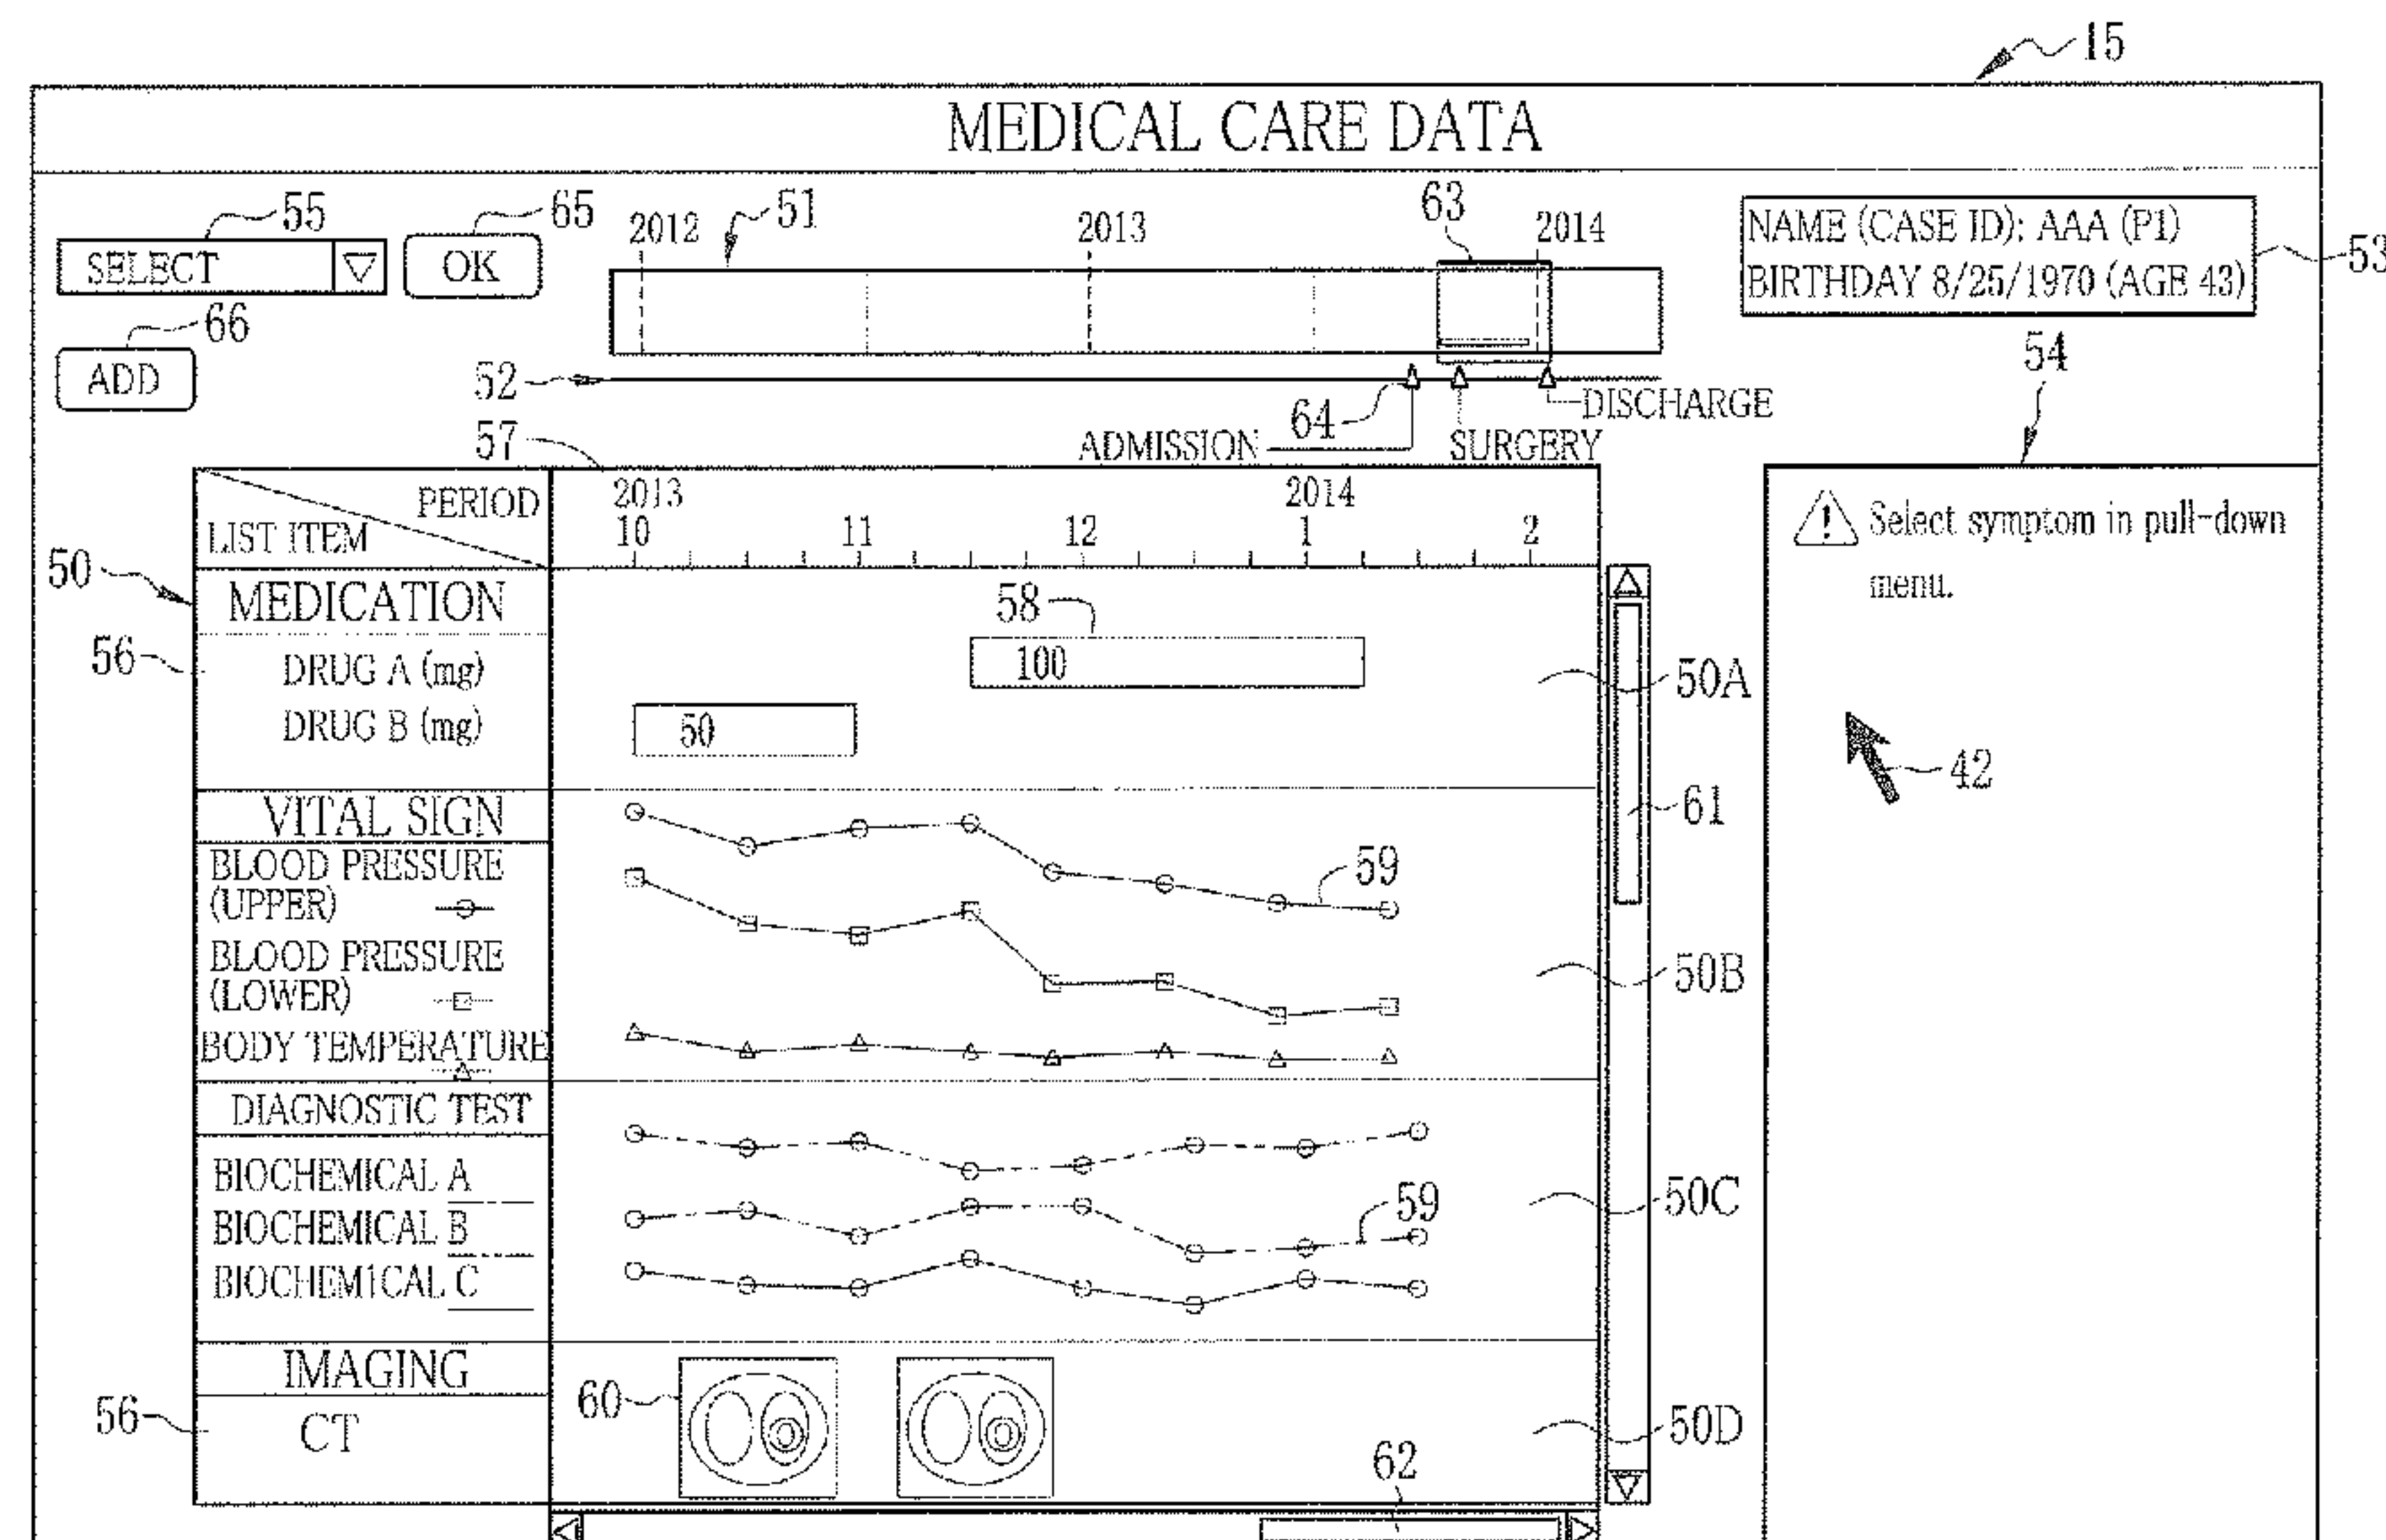 15
MEDICAL CARE DATA
55
65
2012
51
2013
63
2014
NAME (CASE ID): AAA (P1)
BIRTHDAY 8/25/1970 (AGE 43)
53
SELECT
OK
66
ADD
52
64
DISCHARGE
54
ADMISSION
SURGERY
57
PERIOD
LIST ITEM
2013
2014
10
11
12
1
2
Select symptom in pull-down
menu.
50
MEDICATION
58
56
DRUG A (mg)
100
50A
DRUG B (mg)
50
42
61
VITAL SIGN
BLOOD PRESSURE
(UPPER)
59
BLOOD PRESSURE
(LOWER)
50B
BODY TEMPERATURE
DIAGNOSTIC TEST
BIOCHEMICAL A
BIOCHEMICAL B
59
50C
BIOCHEMICAL C
IMAGING
56
CT
60
50D
62